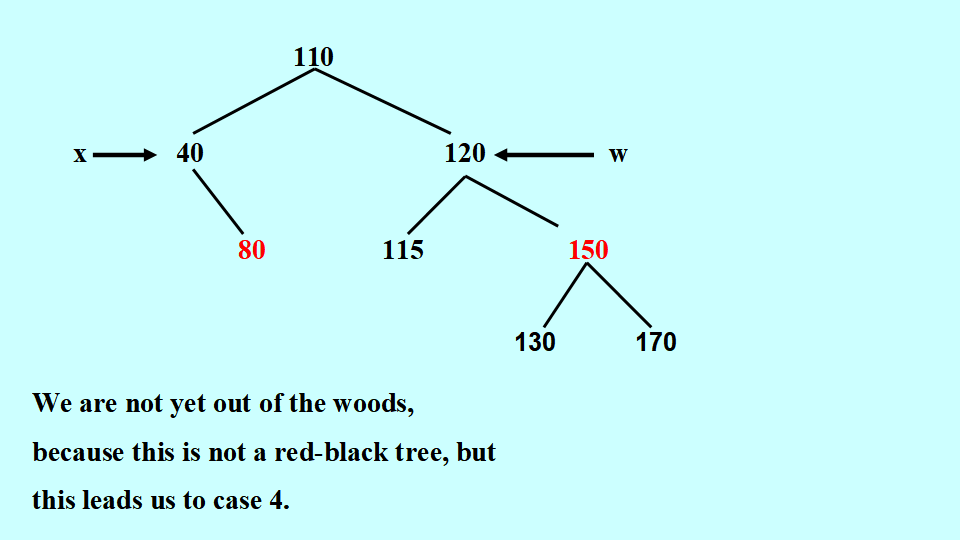 110
x 40 120 w
80 115 150
130 170
We are not yet out of the woods,
because this is not a red-black tree, but
this leads us to case 4.